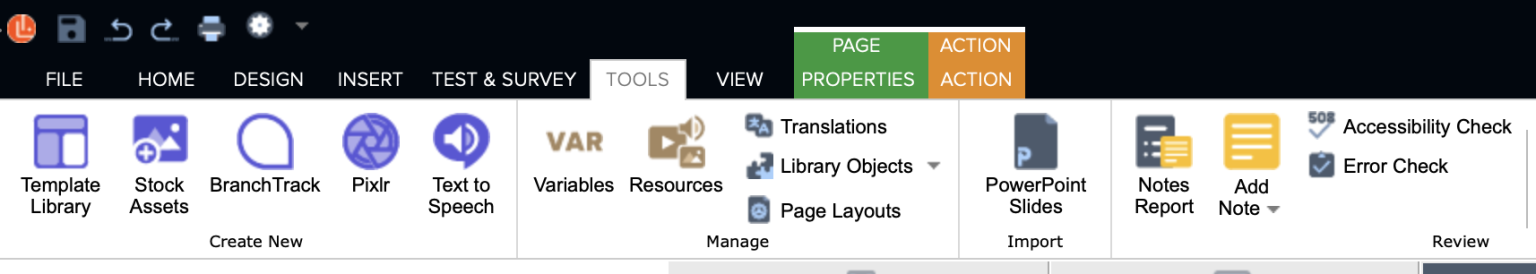 PAGE ACTION
FILE HOME DESIGN INSERT TEST & SURVEY TOOLS VIEW PROPERTIES ACTION
Template Library
Stock Assets
BranchTrack
Pixlr
Text to Speech
Create New
VAR
Variables
Resources
Translations
Library Objects
Page Layouts
Manage
P
PowerPoint Slides
Import
Notes Report
Add Note
508
Accessibility Check
Error Check
Review